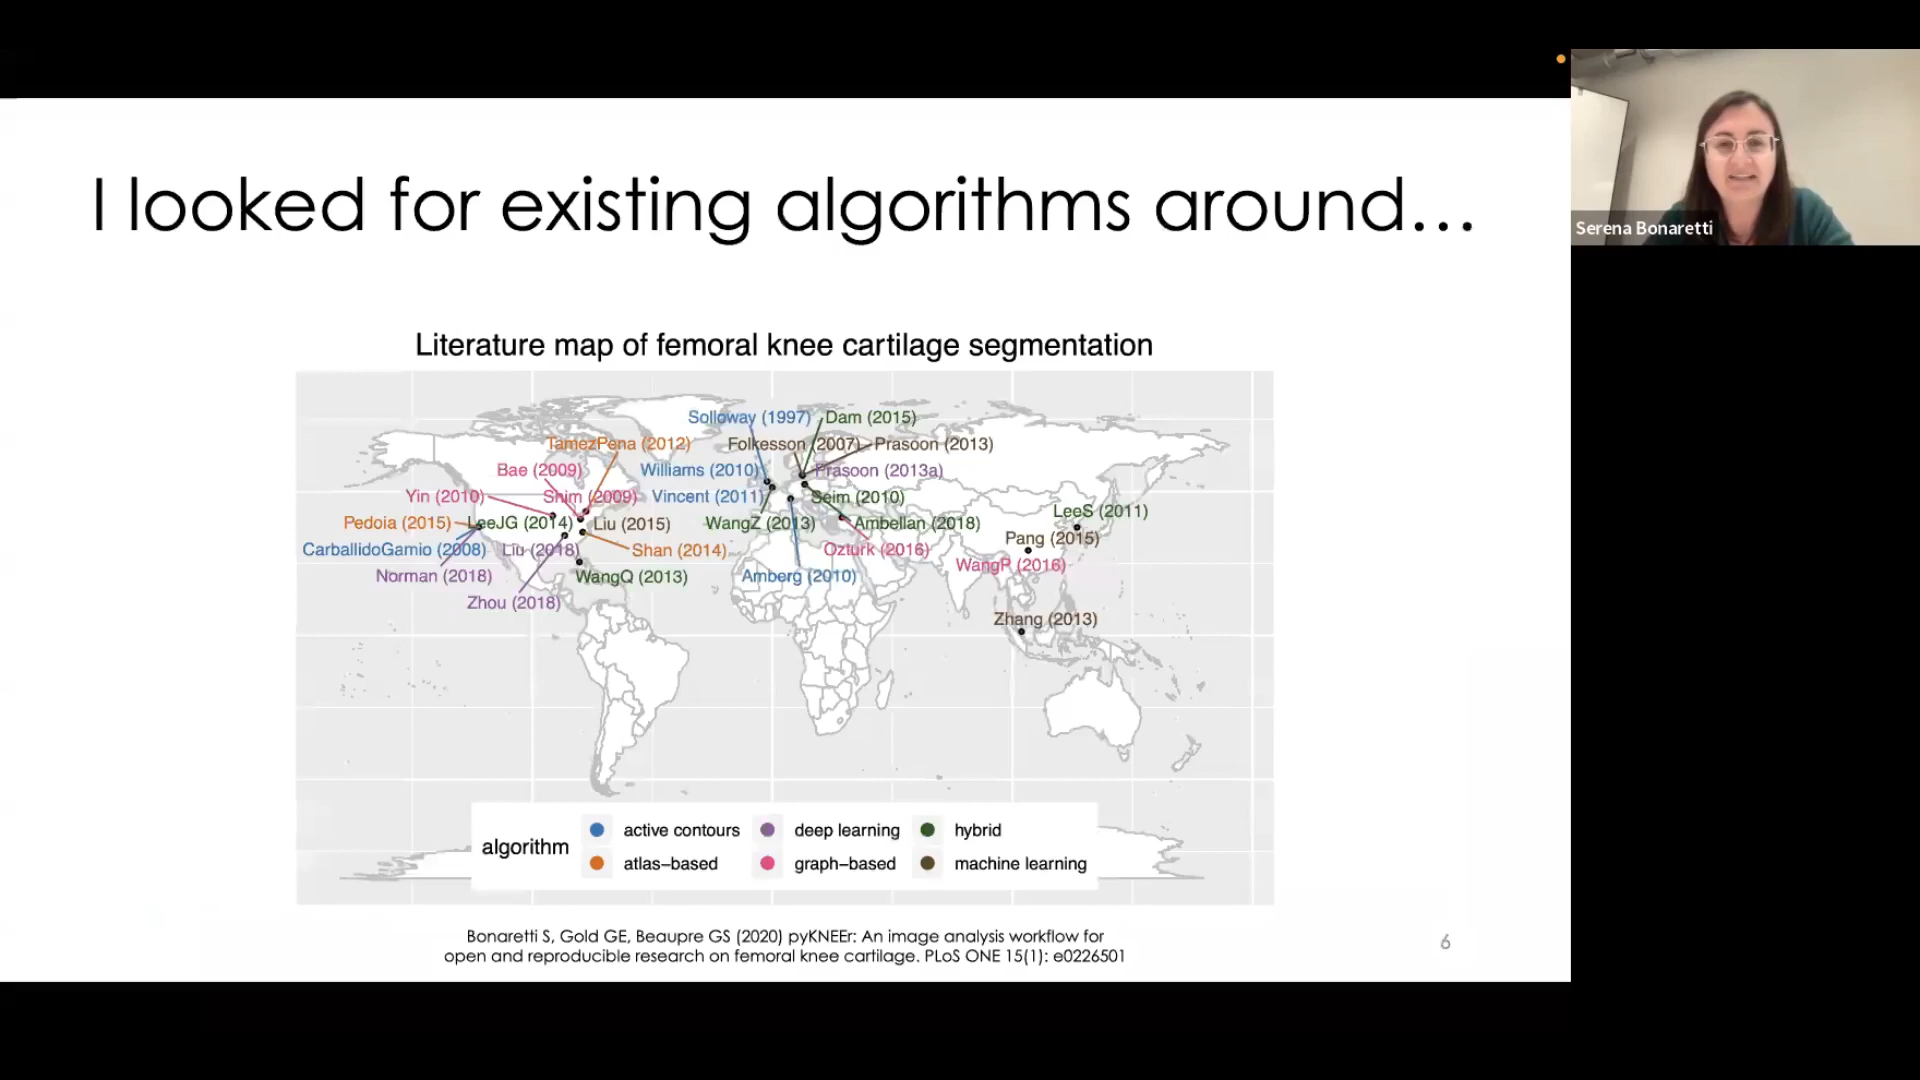 I looked for existing algorithms around...
Serena Bonaretti
Literature map of femoral knee cartilage segmentation
Solloway (1997)
Dam (2015)
TamezPena (2012)
Folkesson (2007)
Prasoon (2013)
Bae (2009)
Williams (2010)
Prasoon (2013a)
Yin (2010)
Shim (2009)
Vincent (2011)
Seim (2010)
LeeS (2011)
Pedoia (2015)
LeeJG (2014)
Liu (2015)
WangZ (2013)
Ambellan (2018)
Pang (2015)
CarballidoGamio (2008)
Liu (2018)
Shan (2014)
Ozturk (2016)
WangP (2016)
Norman (2018)
WangQ (2013)
Amberg (2010)
Zhou (2018)
Zhang (2013)
algorithm
active contours
deep learning
hybrid
atlas−based
graph−based
machine learning
Bonaretti S, Gold GE, Beaupre GS (2020) pyKNEEr: An image analysis workflow for
open and reproducible research on femoral knee cartilage. PLoS ONE 15(1): e0226501
6